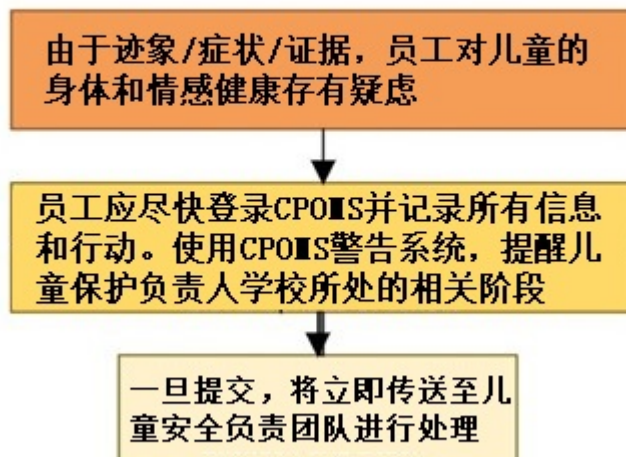 由于迹象/症状/证据，员工对儿童的
身体和情感健康存有疑虑
员工应尽快登录CPOMS并记录所有信息
和行动。使用CPOMS警告系统，提醒儿
童保护负责人学校所处的相关阶段
一旦提交，将立即传送至儿
童安全负责团队进行处理